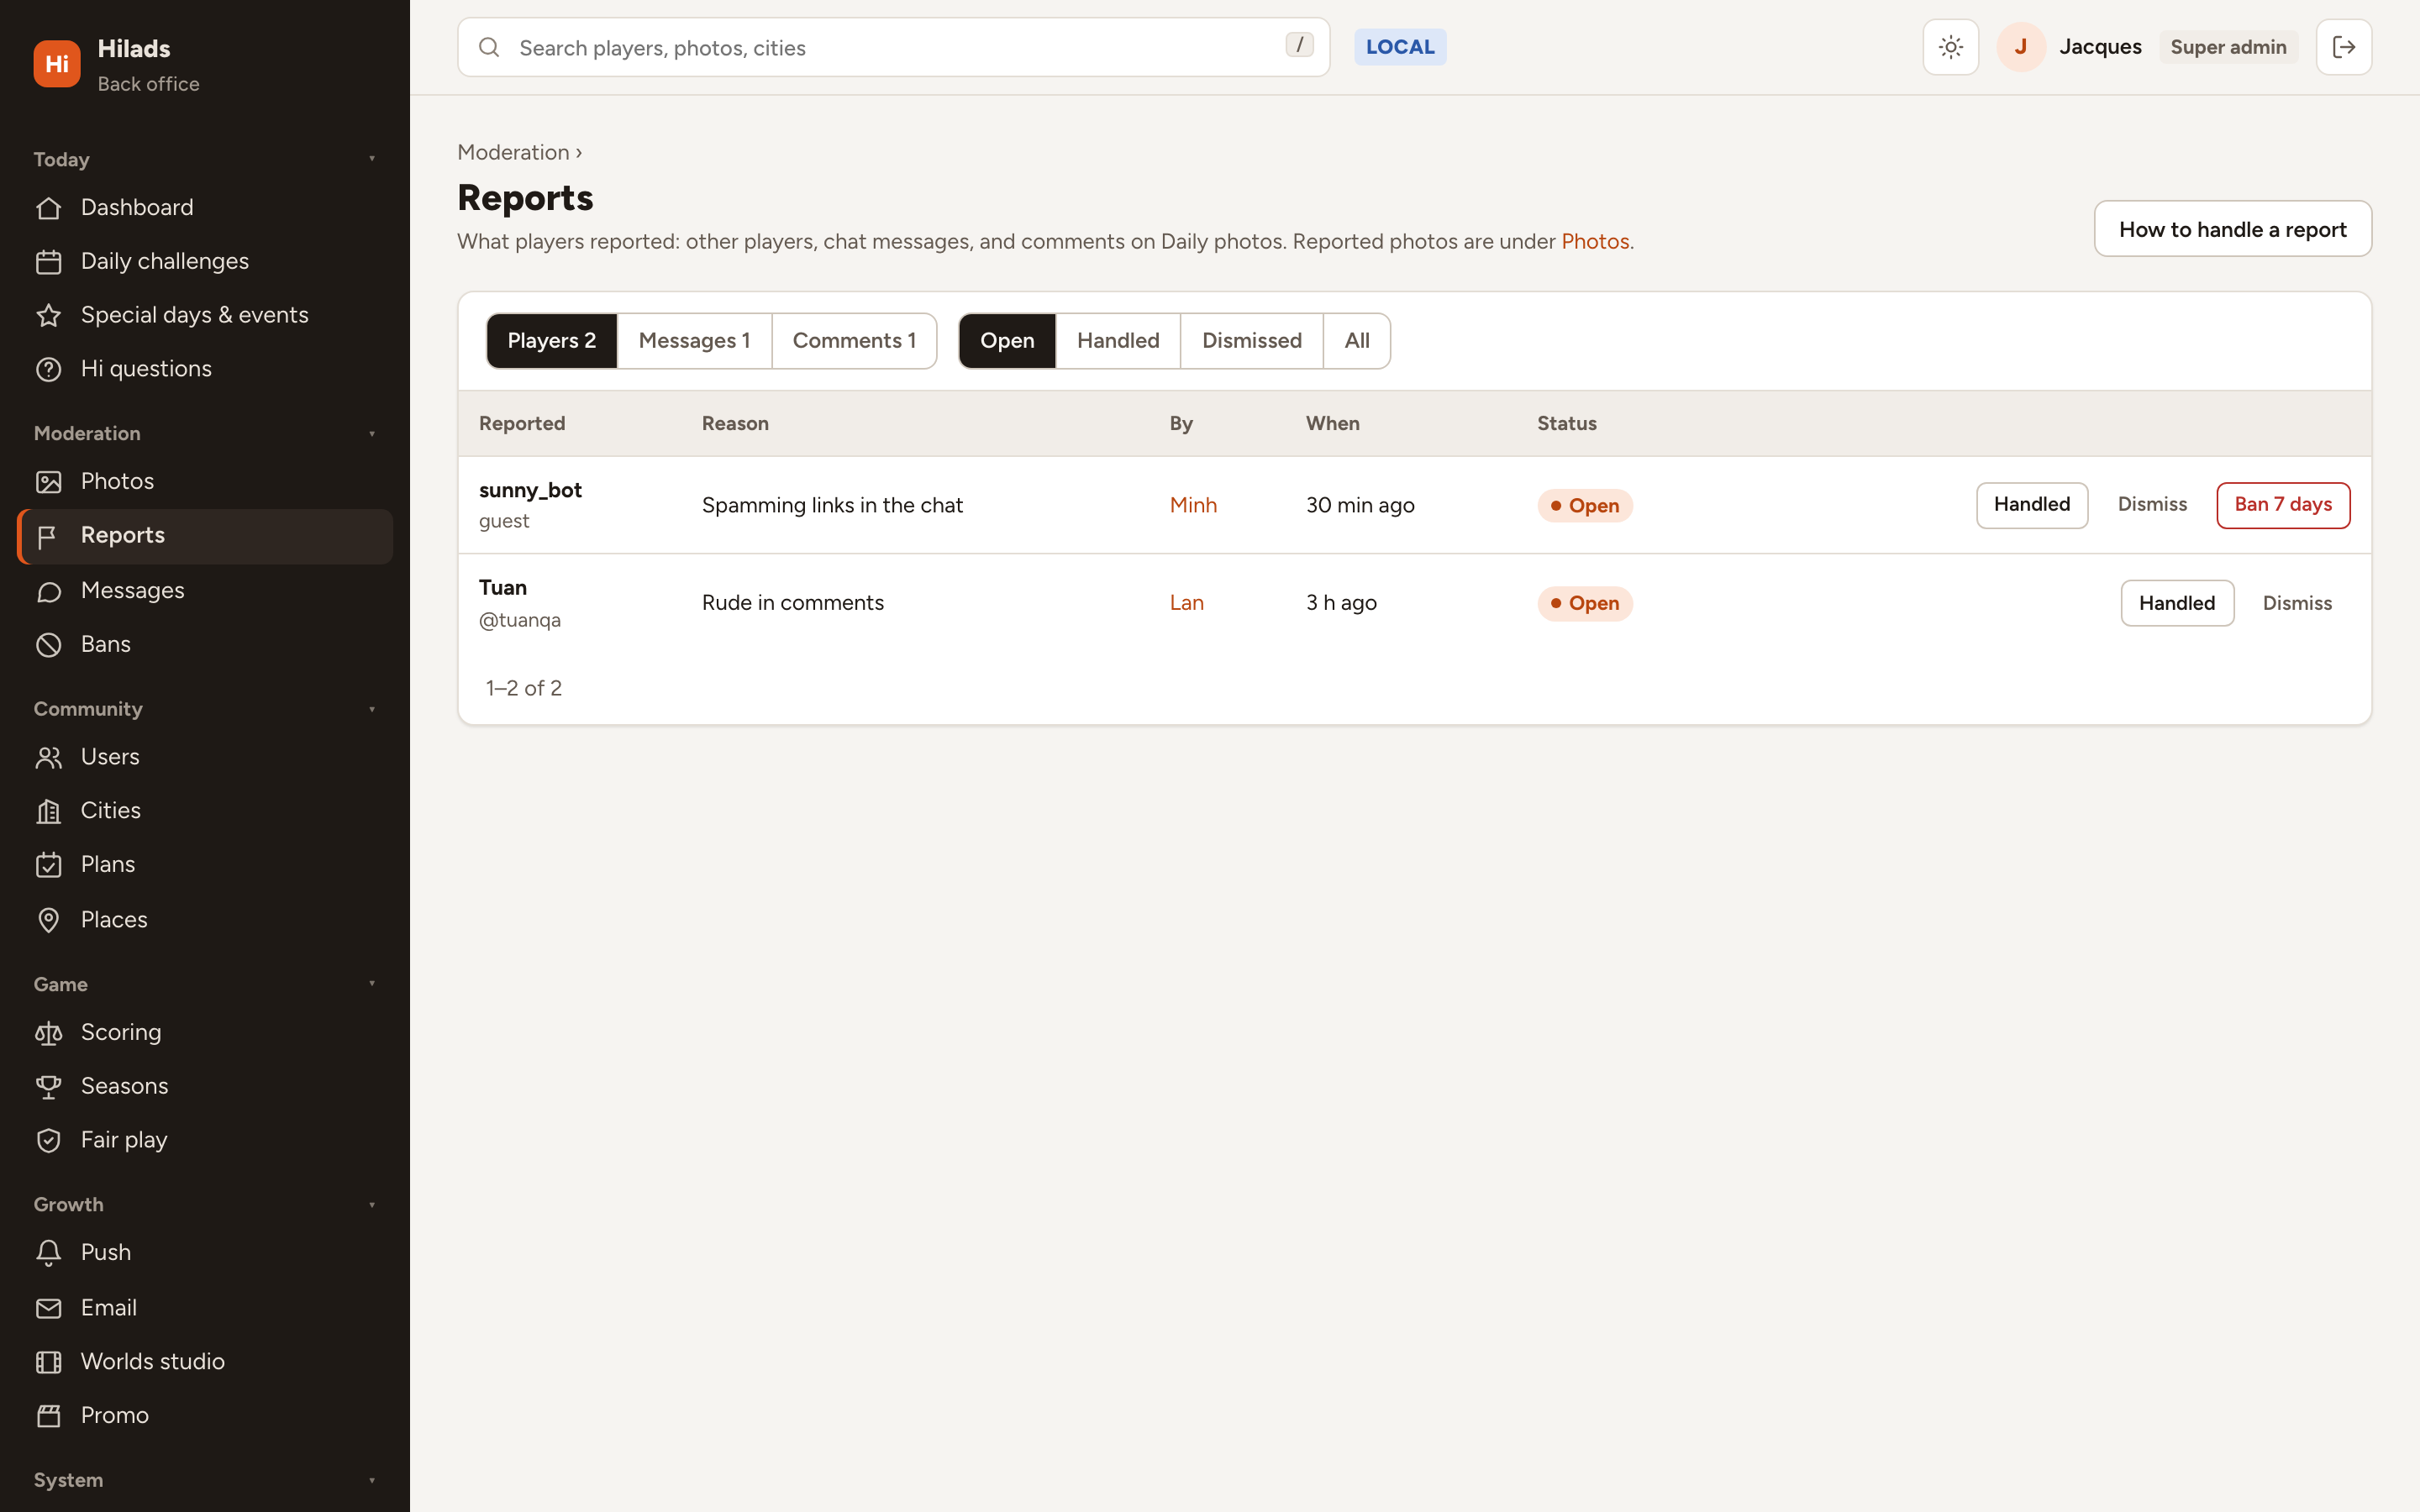 Hi
Hilads
Back office
Today
Dashboard
Daily challenges
Special days & events
Hi questions
Moderation
Photos
Reports
Messages
Bans
Community
Users
Cities
Plans
Places
Game
Scoring
Seasons
Fair play
Growth
Push
Email
Worlds studio
Promo
System
Search players, photos, cities / LOCAL J Jacques Super admin
Moderation ›
Reports
What players reported: other players, chat messages, and comments on Daily photos. Reported photos are under Photos.
How to handle a report
Players 2 Messages 1 Comments 1 Open Handled Dismissed All
Reported Reason By When Status
sunny_bot
guest
Spamming links in the chat Minh 30 min ago Open Handled Dismiss Ban 7 days
Tuan
@tuanqa
Rude in comments Lan 3 h ago Open Handled Dismiss
1–2 of 2